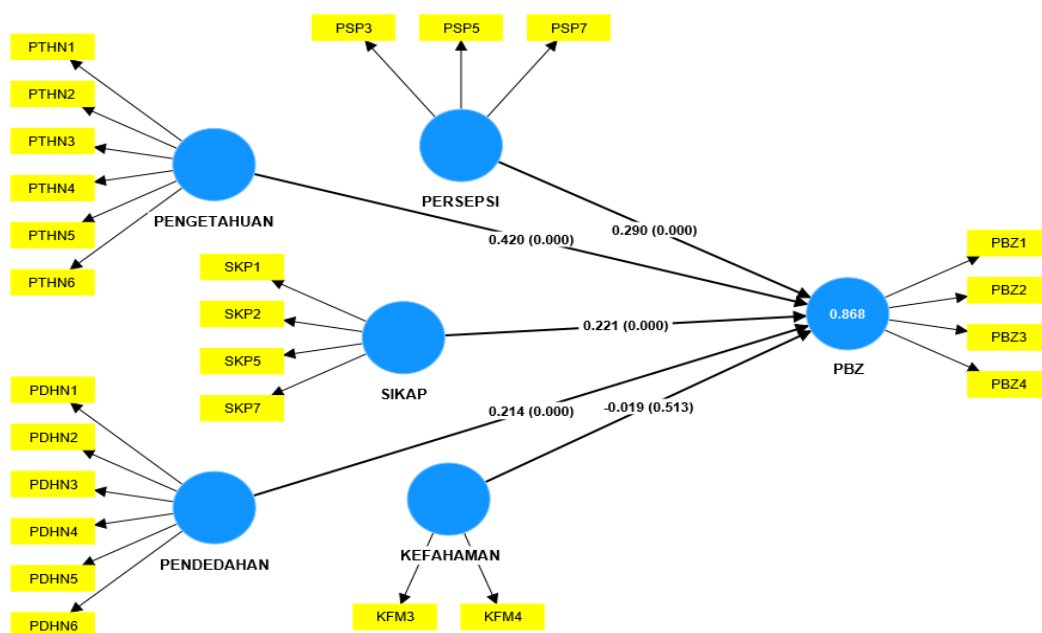 PTHN1
PTHN2
PTHN3
PTHN4
PTHN5
PTHN6
PENGETAHUAN
PSP3
PSP5
PSP7
PERSEPSI
0.420 (0.000)
0.290 (0.000)
SKP1
SKP2
SKP5
SKP7
SIKAP
0.221 (0.000)
0.868
PBZ
PBZ1
PBZ2
PBZ3
PBZ4
PDHN1
PDHN2
PDHN3
PDHN4
PDHN5
PDHN6
PENDEDAHAN
0.214 (0.000)
-0.019 (0.513)
KEFAHAMAN
KFM3
KFM4